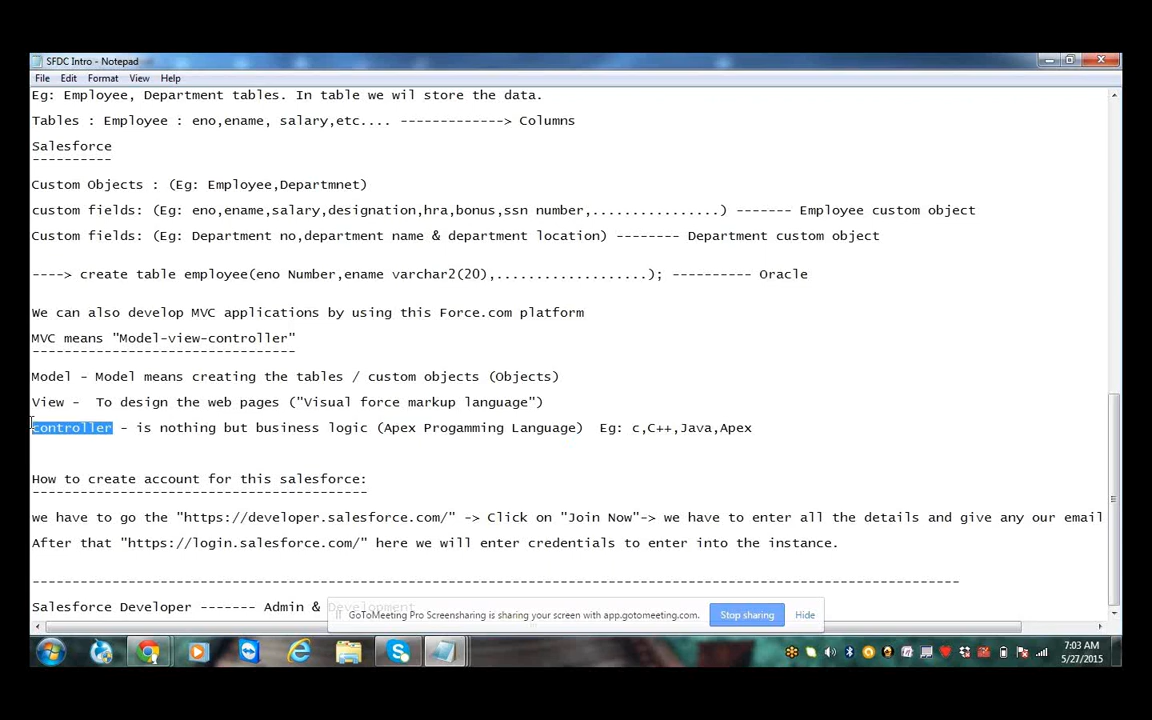 SFDC Intro - Notepad
File Edit Format View Help
Eg: Employee, Department tables. In table we wil store the data.
Tables : Employee : eno,ename, salary,etc.... -------------> Columns
Salesforce
----------
Custom Objects : (Eg: Employee,Departmnet)
custom fields: (Eg: eno,ename,salary,designation,hra,bonus,ssn number,................) ------- Employee custom object
Custom fields: (Eg: Department no,department name & department location) -------- Department custom object
----> create table employee(eno Number,ename varchar2(20),...................); ---------- Oracle
We can also develop MVC applications by using this Force.com platform
MVC means "Model-view-controller"
---------------------------------
Model - Model means creating the tables / custom objects (Objects)
View -  To design the web pages ("Visual force markup language")
controller - is nothing but business logic (Apex Progamming Language)  Eg: c,C++,Java,Apex
How to create account for this salesforce:
------------------------------------------
we have to go the "https://developer.salesforce.com/" -> Click on "Join Now"-> we have to enter all the details and give any our email
After that "https://login.salesforce.com/" here we will enter credentials to enter into the instance.
--------------------------------------------------------------------------------------------------------------------
Salesforce Developer ------- Admin & Development
GoToMeeting Pro Screensharing is sharing your screen with app.gotomeeting.com. Stop sharing Hide
7:03 AM
5/27/2015